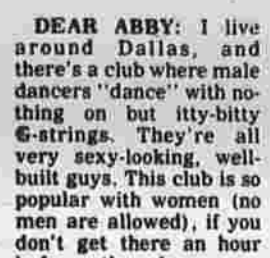 DEAR ABBY: I live
around Dallas, and
there's a club where male
dancers "dance" with no-
thing on but itty-bitty
G-strings. They're all
very sexy-looking, well-
built guys. This club is so
popular with women (no
men are allowed), if you
don't get there an hour